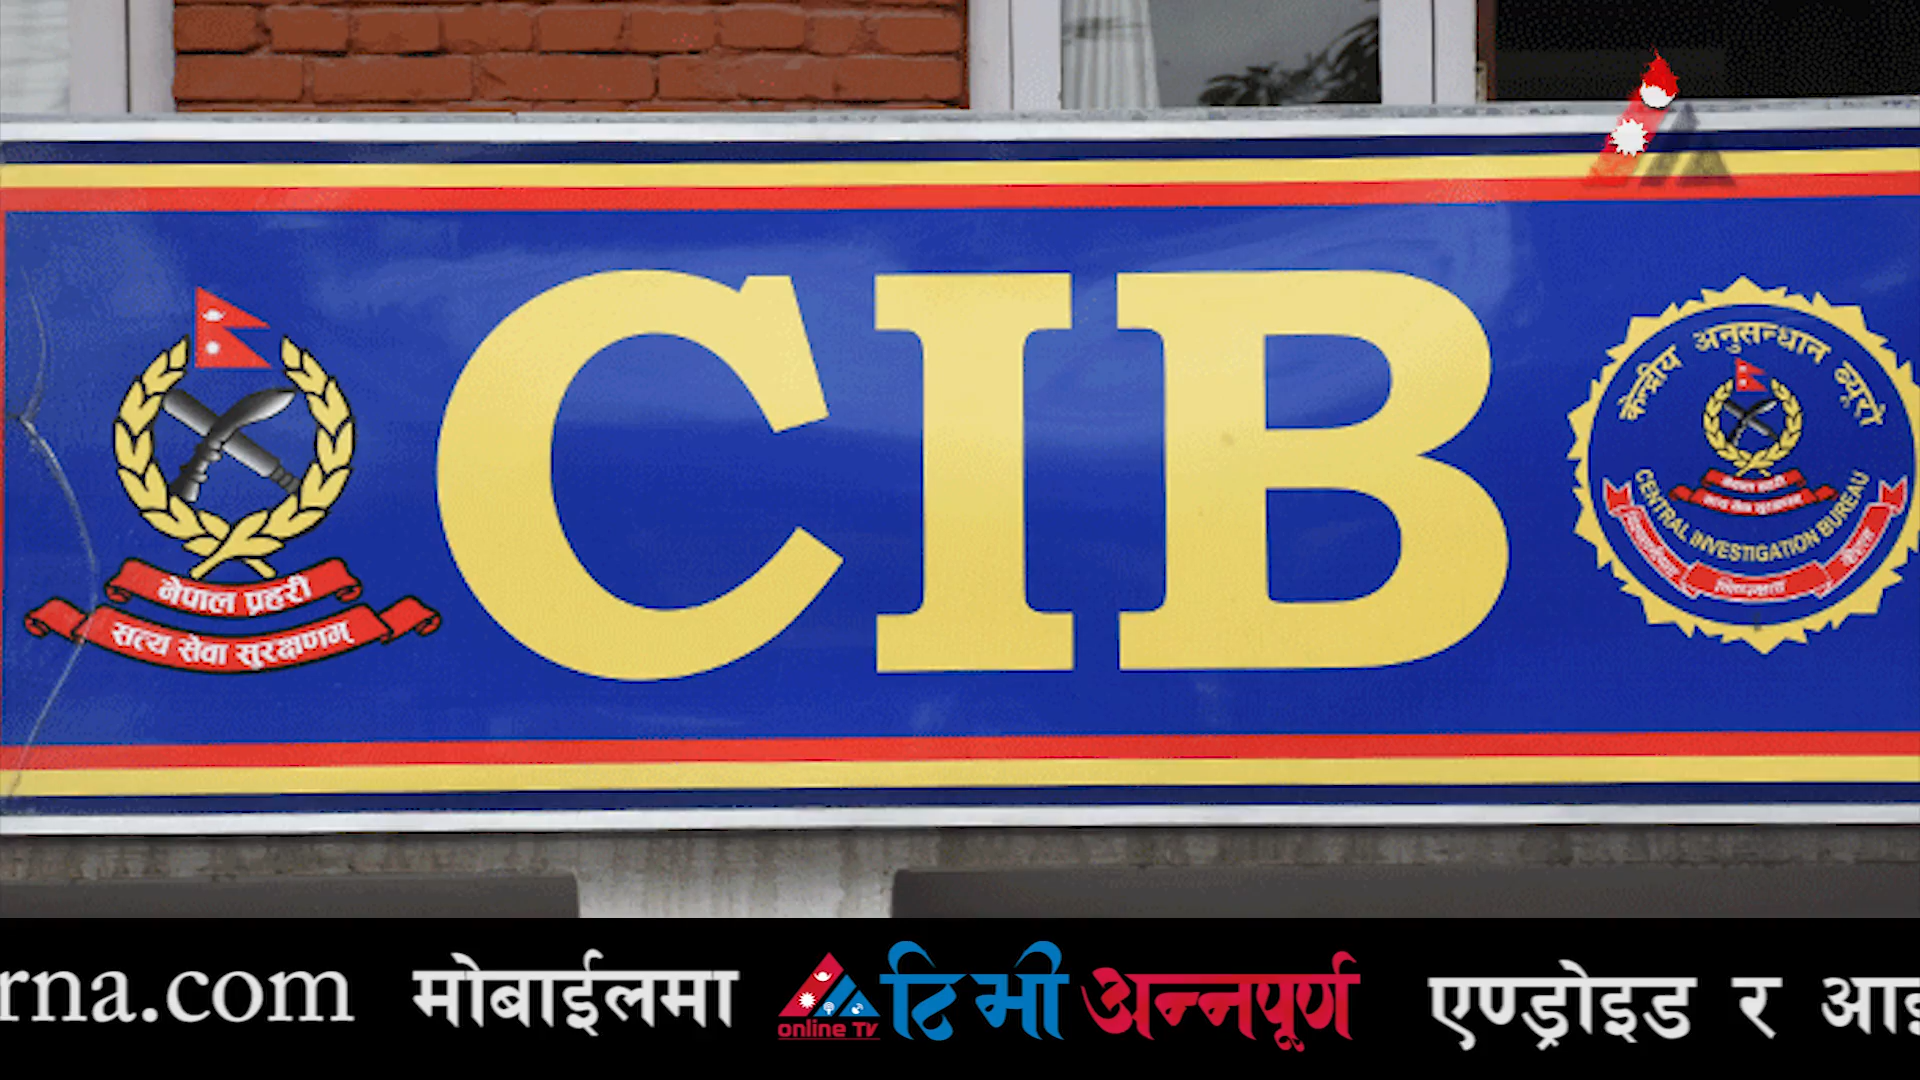 CIB
नेपाल प्रहरी
सत्य सेवा सुरक्षणम्
केन्द्रीय अनुसन्धान ब्यूरो
CENTRAL INVESTIGATION BUREAU
rna.com मोबाईलमा online TV टिभी अन्नपूर्ण एण्ड्रोइड र आइ